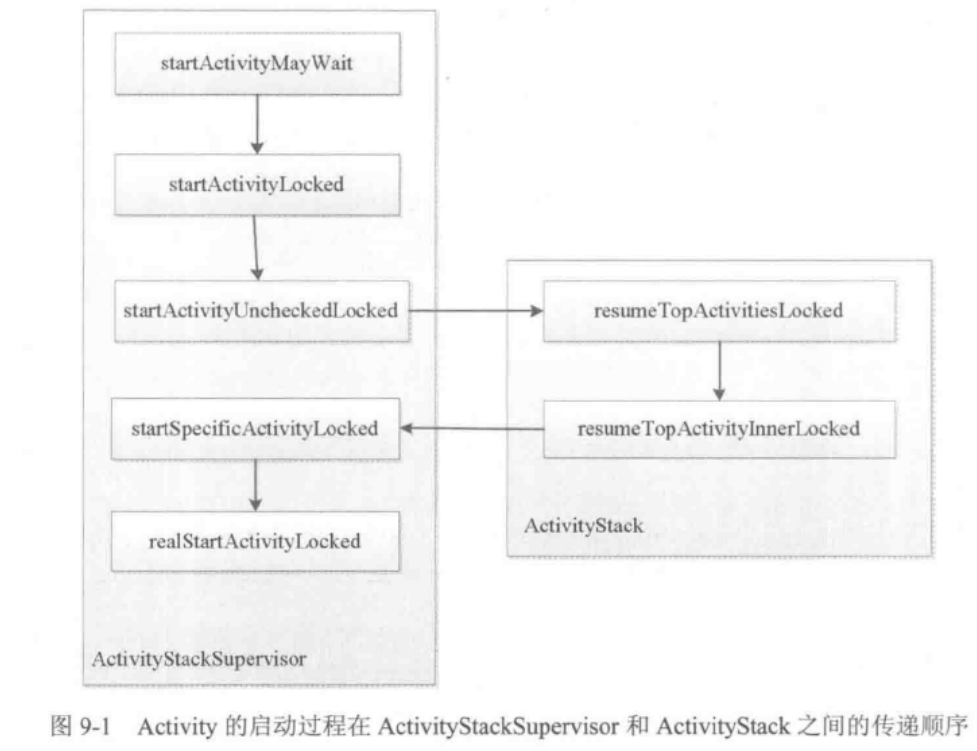 startActivityMayWait
startActivityLocked
startActivityUncheckedLocked
resumeTopActivitiesLocked
startSpecificActivityLocked
resumeTopActivityInnerLocked
realStartActivityLocked
ActivityStack
ActivityStackSupervisor
图 9-1 Activity 的启动过程在 ActivityStackSupervisor 和 ActivityStack 之间的传递顺序